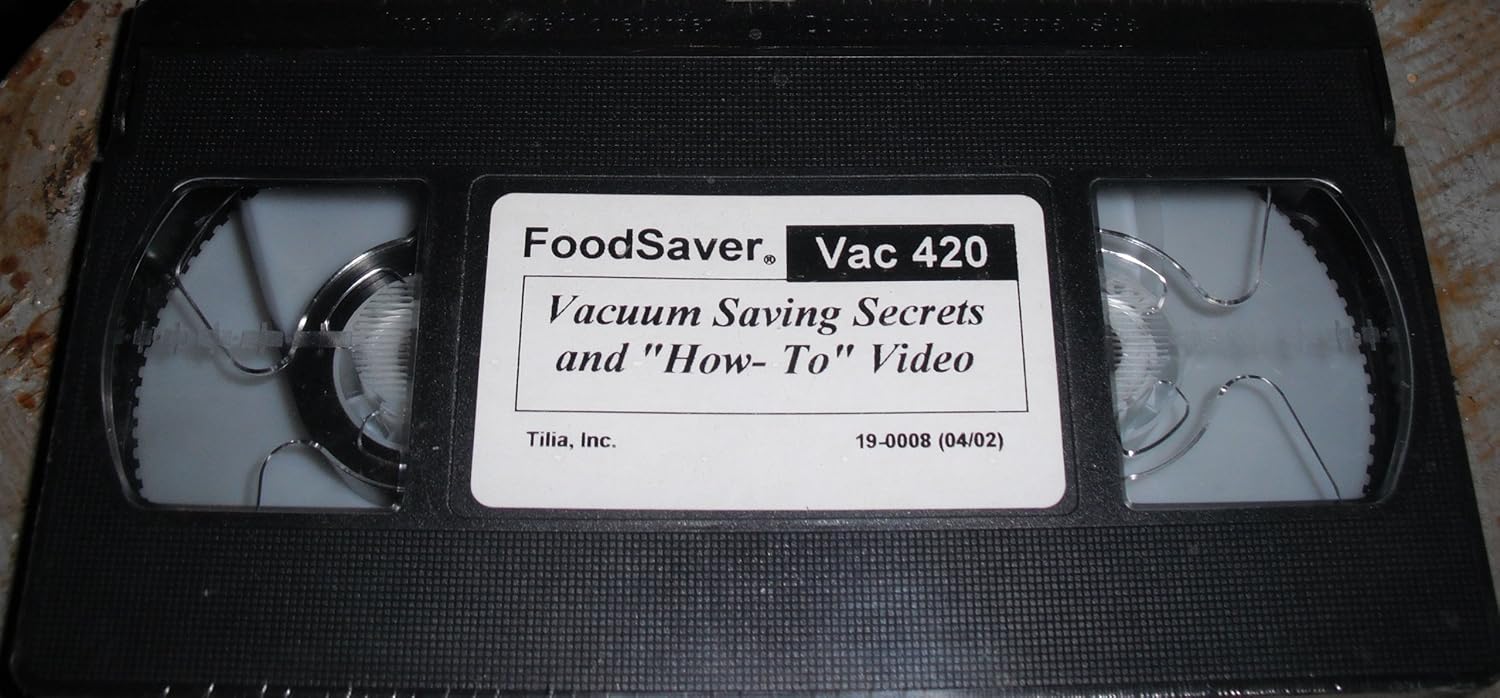 FoodSaver® Vac 420
Vacuum Saving Secrets
and "How- To" Video
Tilia, Inc. 19-0008 (04/02)